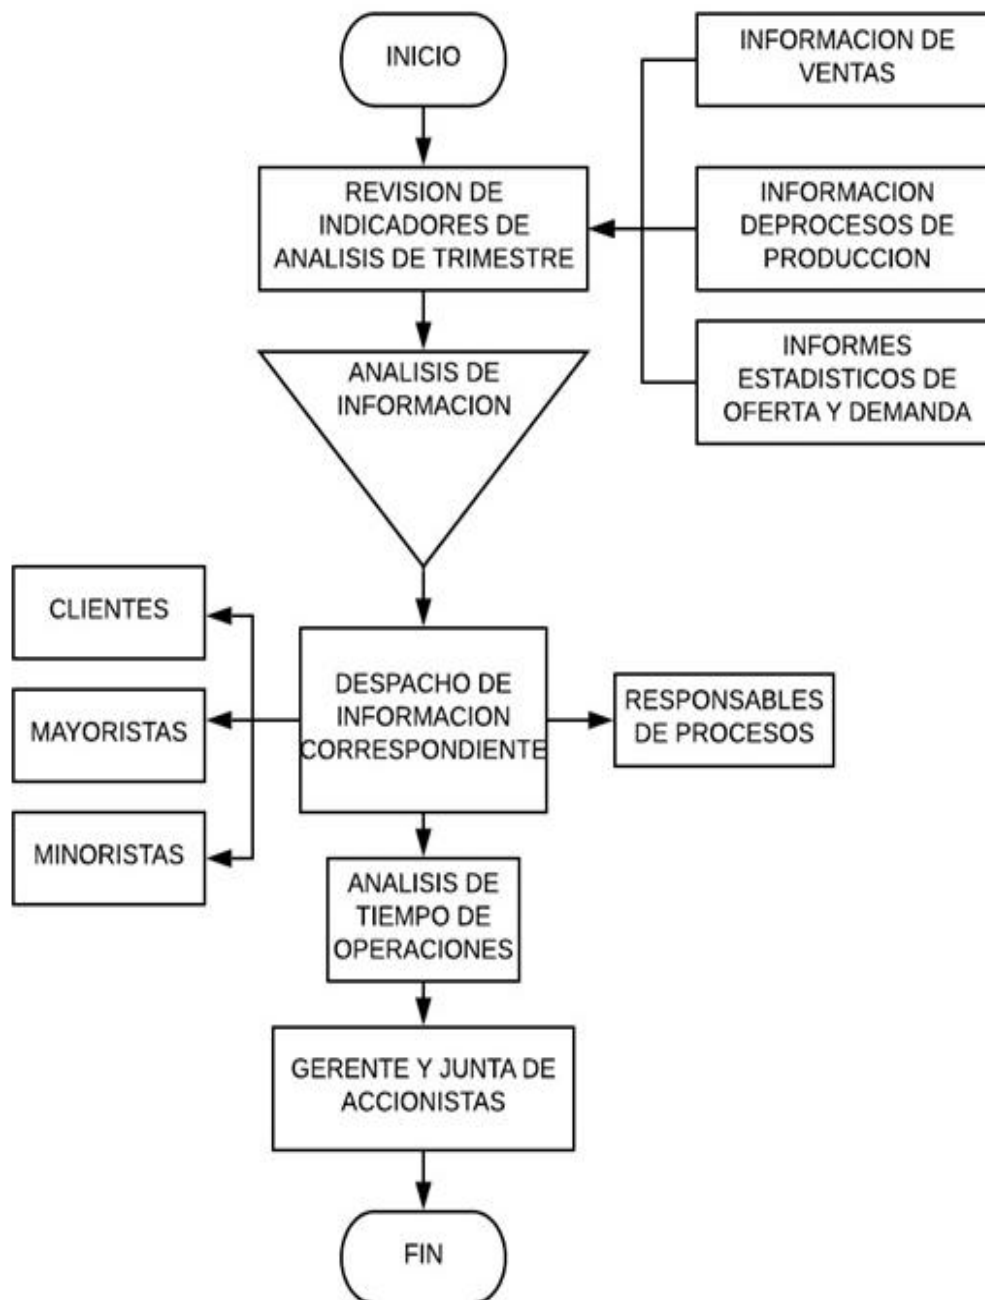 INICIO
INFORMACION DE
VENTAS
REVISION DE
INDICADORES DE
ANALISIS DE TRIMESTRE
INFORMACION
DEPROCESOS DE
PRODUCCION
INFORMES
ESTADISTICOS DE
OFERTA Y DEMANDA
ANALISIS DE
INFORMACION
CLIENTES
MAYORISTAS
MINORISTAS
DESPACHO DE
INFORMACION
CORRESPONDIENTE
RESPONSABLES
DE PROCESOS
ANALISIS DE
TIEMPO DE
OPERACIONES
GERENTE Y JUNTA DE
ACCIONISTAS
FIN